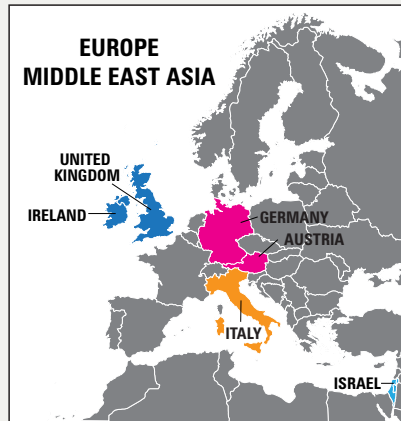 EUROPE
MIDDLE EAST ASIA
UNITED
KINGDOM
IRELAND
GERMANY
AUSTRIA
ITALY
ISRAEL